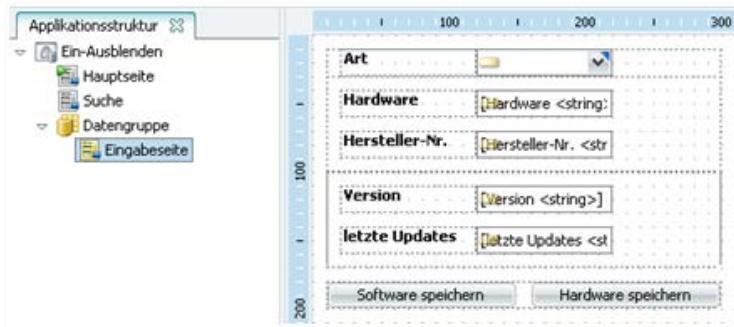 Applikationsstruktur
Ein-Ausblenden
Hauptseite
Suche
Datengruppe
Eingabeseite
100 200 300
100
200
Art
Hardware [Hardware <string>
Hersteller-Nr. [Hersteller-Nr. <str
Version [Version <string>]
letzte Updates [letzte Updates <st
Software speichern Hardware speichern